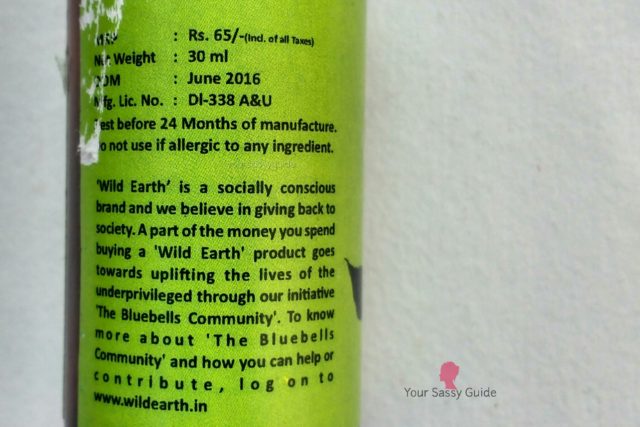 : Rs. 65/-(Incl. of all Taxes)
Net Weight : 30 ml
: June 2016
Mfg. Lic. No. : Dl-338 A&U
Best before 24 Months of manufacture.
Do not use if allergic to any ingredient.
'Wild Earth' is a socially conscious
brand and we believe in giving back to
society. A part of the money you spend
buying a 'Wild Earth' product goes
towards uplifting the lives of the
underprivileged through our initiative
'The Bluebells Community'. To know
more about 'The Bluebells
Community' and how you can help or
contribute, log on to
www.wildearth.in
Your Sassy Guide